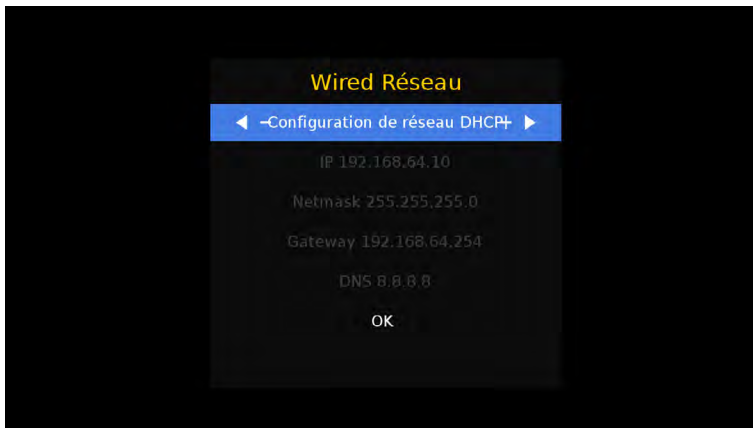 Wired Réseau
Configuration de réseau DHCP
IP 192.168.64.10
Netmask 255.255.255.0
Gateway 192.168.64.254
DNS 8.8.8.8
OK